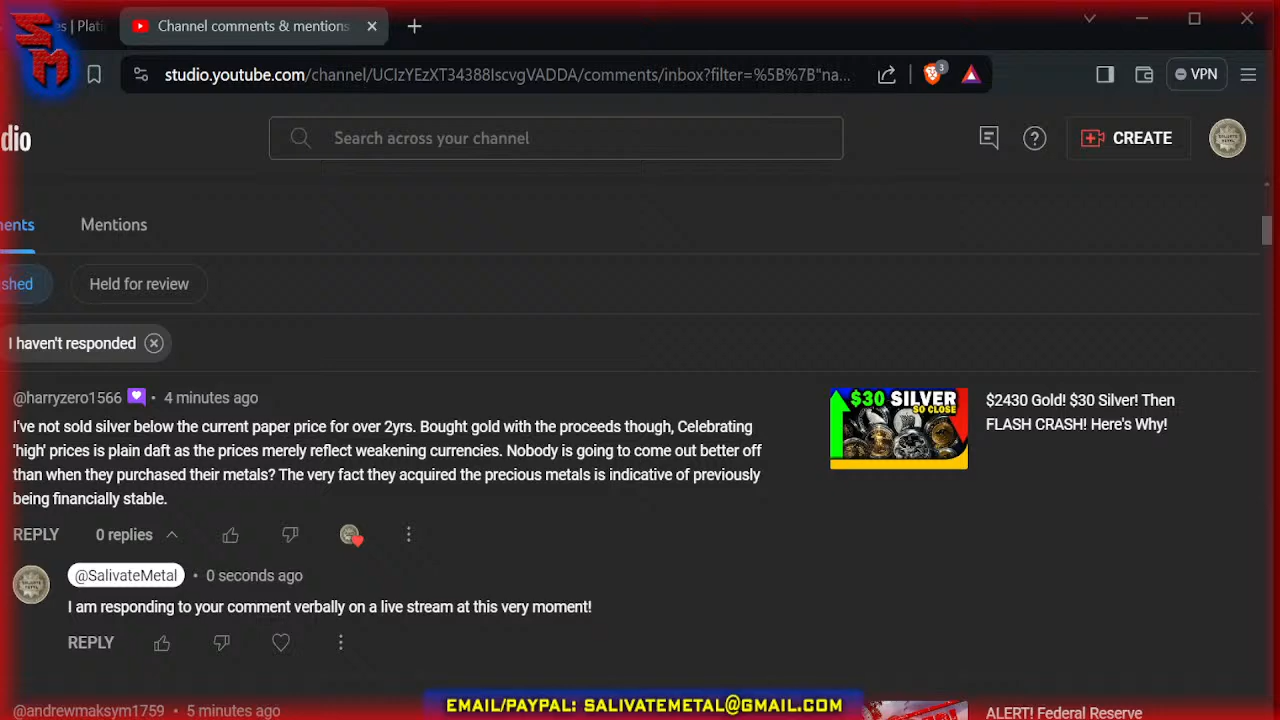 SM
es | Plati
Channel comments & mentions
studio.youtube.com/channel/UCIzYEzXT34388IscvgVADDA/comments/inbox?filter=%5B%7B"na...
3
VPN
dio
Search across your channel
CREATE
ents
Mentions
shed
Held for review
I haven't responded
@harryzero1566 • 4 minutes ago
I've not sold silver below the current paper price for over 2yrs. Bought gold with the proceeds though, Celebrating
'high' prices is plain daft as the prices merely reflect weakening currencies. Nobody is going to come out better off
than when they purchased their metals? The very fact they acquired the precious metals is indicative of previously
being financially stable.
$30 SILVER
SO CLOSE
$2430 Gold! $30 Silver! Then
FLASH CRASH! Here's Why!
REPLY
0 replies
@SalivateMetal • 0 seconds ago
I am responding to your comment verbally on a live stream at this very moment!
REPLY
@andrewmaksym1759 • 5 minutes ago
ALERT! Federal Reserve
EMAIL/PAYPAL: SALIVATEMETAL@GMAIL.COM